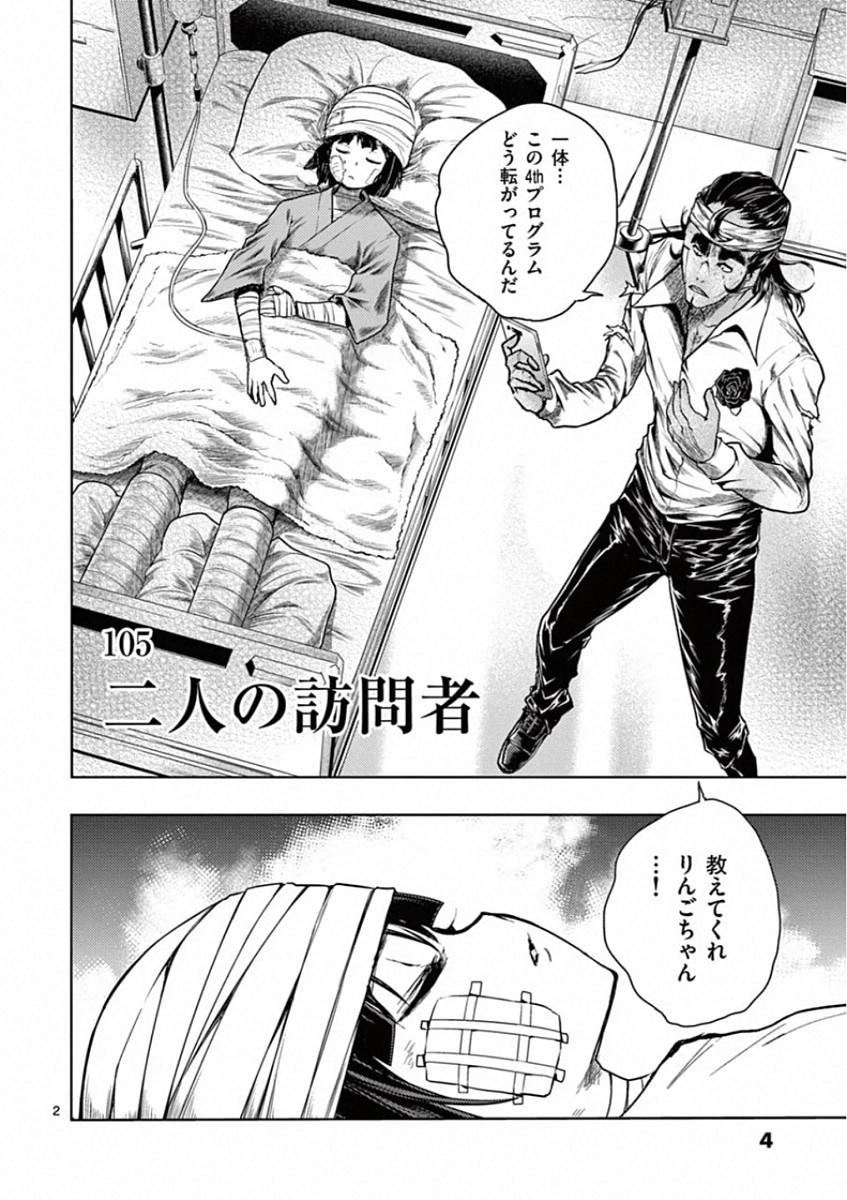 一体…
この4thプログラム
どう転がってるんだ
105
二人の訪問者
教えてくれ
りんごちゃん
…！
2
4